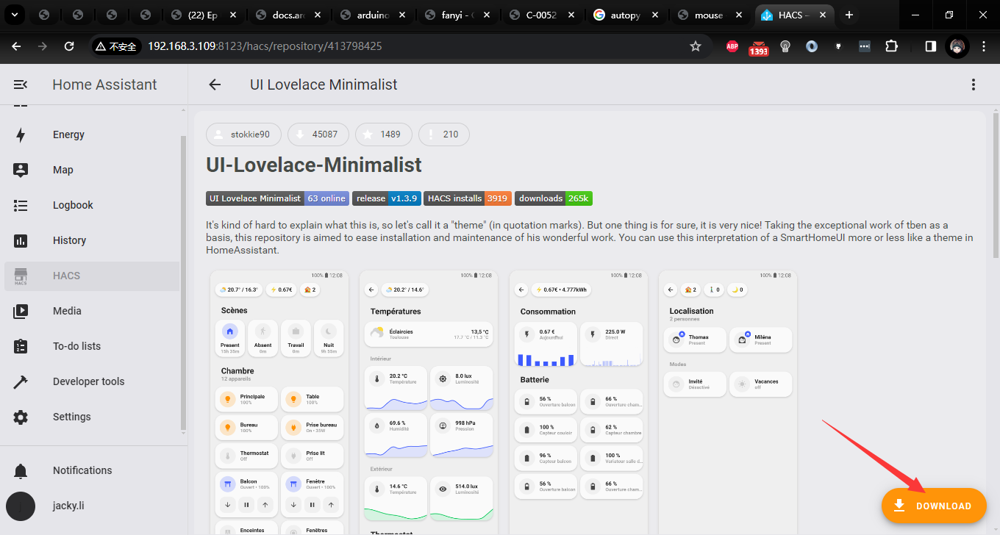 (22) Ep
docs.ar
arduino
fanyi -
C-0052
autopy
mouse
HACS –
不安全
192.168.3.109:8123/hacs/repository/413798425
ABP
1393
Home Assistant
UI Lovelace Minimalist
Energy
Map
Logbook
History
HACS
HACS
Media
To-do lists
Developer tools
Settings
Notifications
jacky.li
stokkie90
45087
1489
210
UI-Lovelace-Minimalist
UI Lovelace Minimalist 63 online
release v1.3.9
HACS installs 3919
downloads 265k
It's kind of hard to explain what this is, so let's call it a "theme" (in quotation marks). But one thing is for sure, it is very nice! Taking the exceptional work of tben as a
basis, this repository is aimed to ease installation and maintenance of his wonderful work. You can use this interpretation of a SmartHomeUI more or less like a theme in
HomeAssistant.
100% 12:08
20.7° / 16.3° 0.67€ 2
Scènes
Present Absent Travail Nuit
15h 35m 0m 0m 9h 55m
Chambre
12 appareils
Principale Table
100% 100%
Bureau Prise bureau
100% On • 35W
Thermostat Prise lit
Off Off
Balcon Fenêtre
Ouvert • 100% Ouvert • 100%
Enceintes Fenêtres
100% 12:08
20.2° / 14.6°
Températures
Éclaircies 13,5 °C
Toulouse 17.7 °C / 11.3 °C
Intérieur
20.2 °C 8.0 lux
Température Luminosité
69.6 % 998 hPa
Humidité Pression
Extérieur
14.6 °C 514.0 lux
Température Luminosité
Thermostat
100% 12:08
0.67€ • 4.777kWh
Consommation
0.67 € 225.0 W
Aujourd'hui Direct
Batterie
56 % 66 %
Ouverture balcon Ouverture cham...
100 % 62 %
Capteur couloir Capteur chambre
96 % 100 %
Capteur balcon Variateur salle d...
56 % 66 %
Ouverture balcon Ouverture cham...
100% 12:08
2 0 0
Localisation
2 personnes
Thomas Miléna
Present Present
Modes
Invité Vacances
Désactivé off
DOWNLOAD